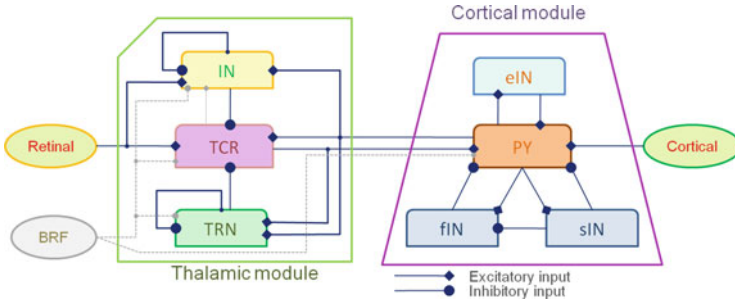 Cortical module
IN
eIN
Retinal
TCR
PY
Cortical
BRF
TRN
fIN
sIN
Thalamic module
Excitatory input
Inhibitory input